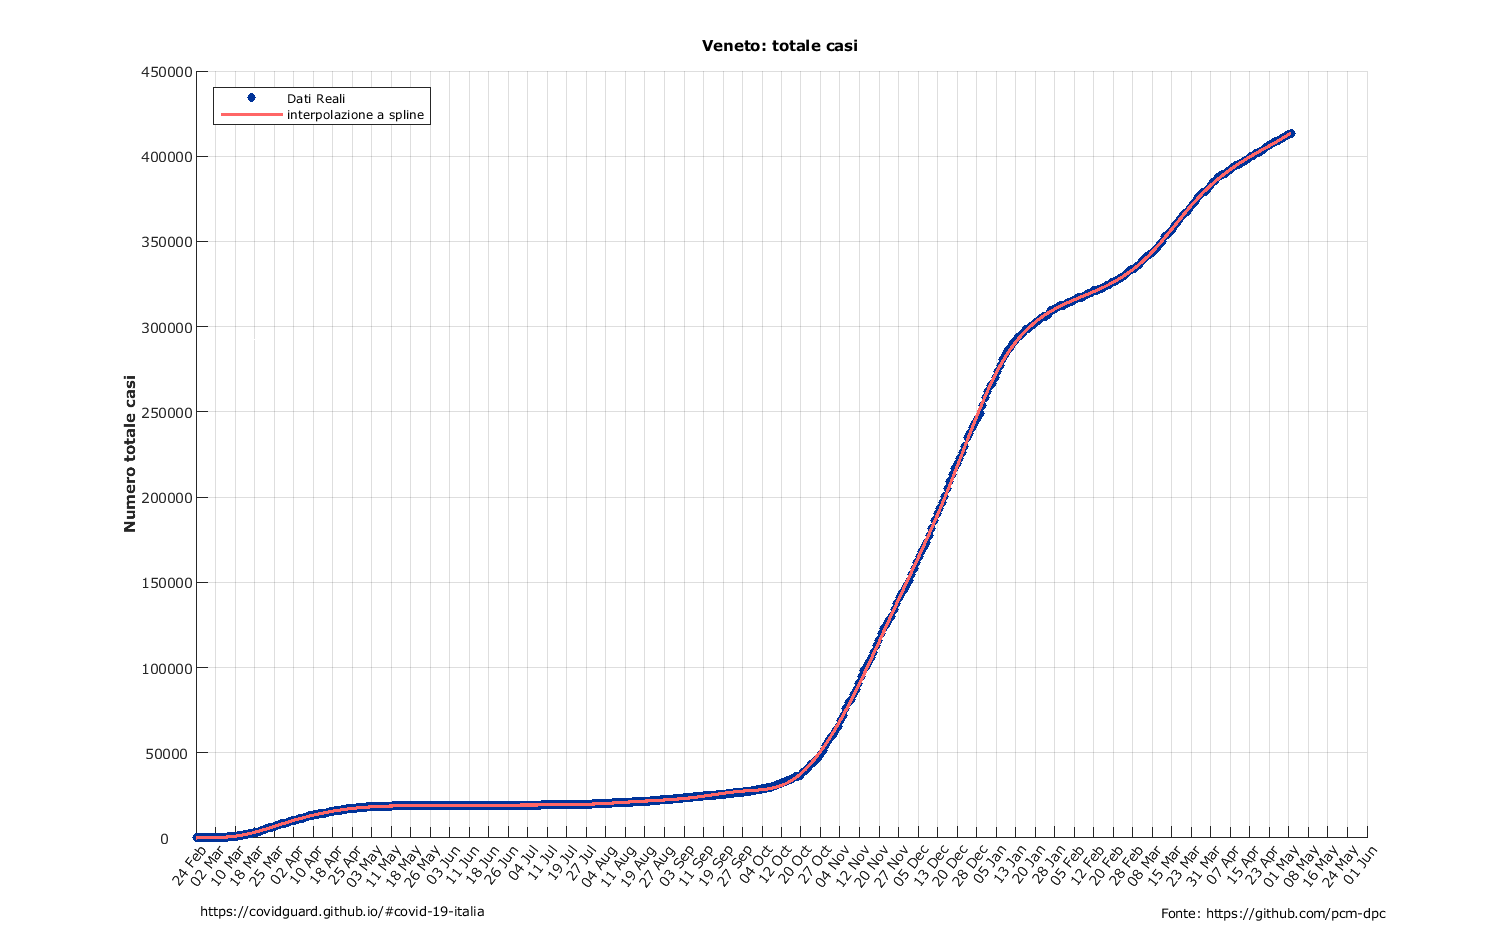 Veneto: totale casi
Dati Reali
interpolazione a spline
Numero totale casi
450000
400000
350000
300000
250000
200000
150000
100000
50000
0
24 Feb
02 Mar
10 Mar
18 Mar
25 Mar
02 Apr
10 Apr
18 Apr
25 Apr
03 May
11 May
18 May
26 May
03 Jun
11 Jun
18 Jun
26 Jun
04 Jul
11 Jul
19 Jul
27 Aug
04 Aug
11 Aug
19 Aug
27 Sep
03 Sep
11 Sep
19 Sep
27 Sep
04 Oct
12 Oct
20 Oct
27 Oct
04 Nov
12 Nov
20 Nov
20 Nov
27 Dec
05 Dec
13 Dec
20 Dec
28 Dec
05 Jan
13 Jan
20 Jan
28 Jan
05 Feb
12 Feb
20 Feb
28 Feb
08 Mar
15 Mar
23 Mar
31 Mar
07 Apr
15 Apr
23 Apr
01 May
08 May
16 May
24 May
01 Jun
https://covidguard.github.io/#covid-19-italia
Fonte: https://github.com/pcm-dpc